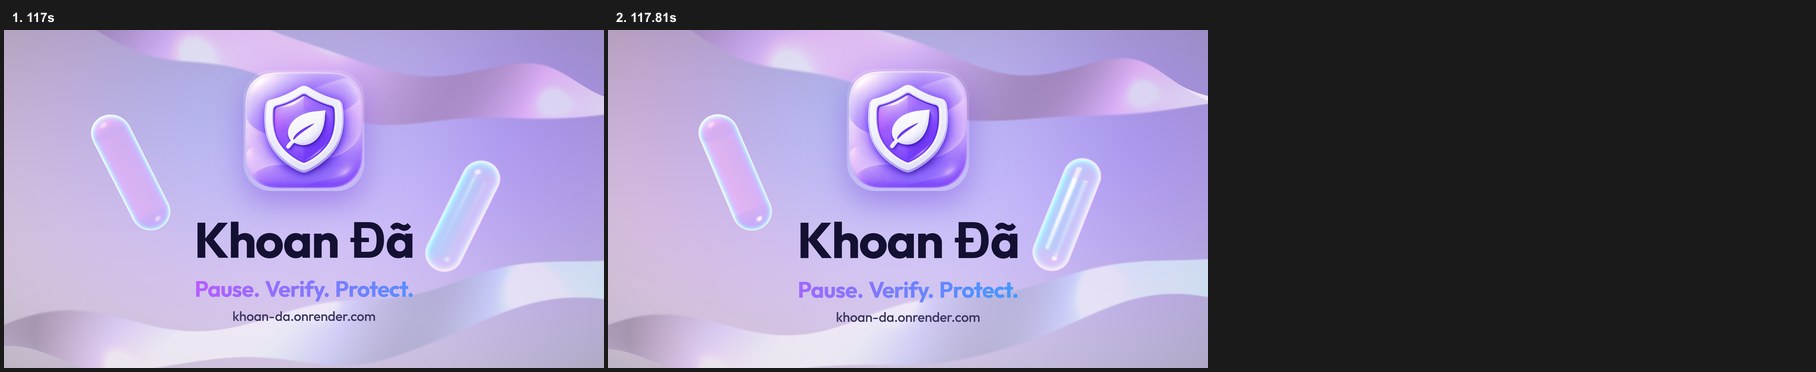 1. 117s
Khoan Đã
Pause. Verify. Protect.
khoan-da.onrender.com
2. 117.81s
Khoan Đã
Pause. Verify. Protect.
khoan-da.onrender.com